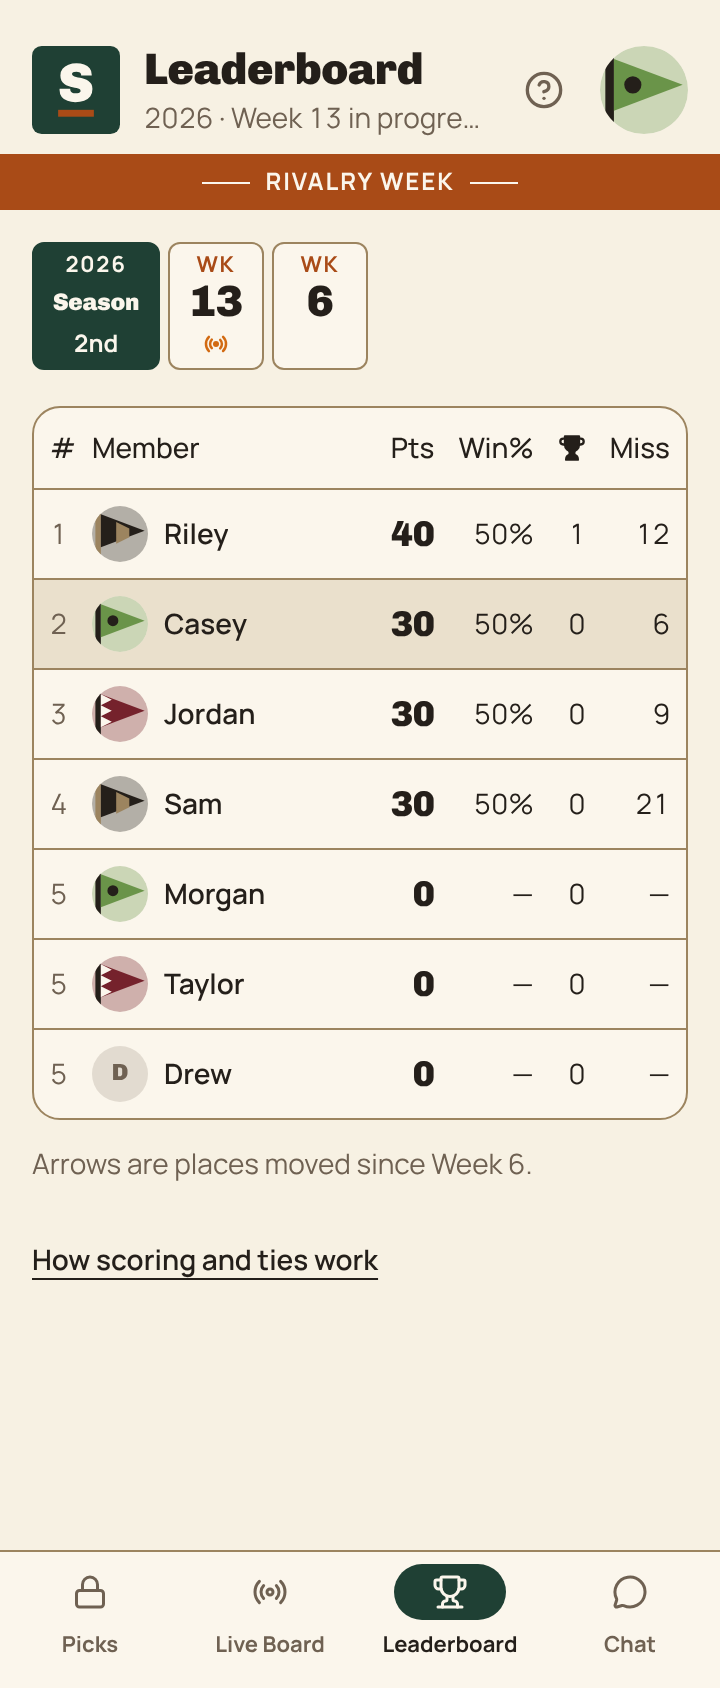 S
Leaderboard
2026 · Week 13 in progre…
RIVALRY WEEK
2026
Season
2nd
WK
13
WK
6
# Member Pts Win% Miss
1 Riley 40 50% 1 12
2 Casey 30 50% 0 6
3 Jordan 30 50% 0 9
4 Sam 30 50% 0 21
5 Morgan 0 — 0 —
5 Taylor 0 — 0 —
5 D Drew 0 — 0 —
Arrows are places moved since Week 6.
How scoring and ties work
Picks Live Board Leaderboard Chat